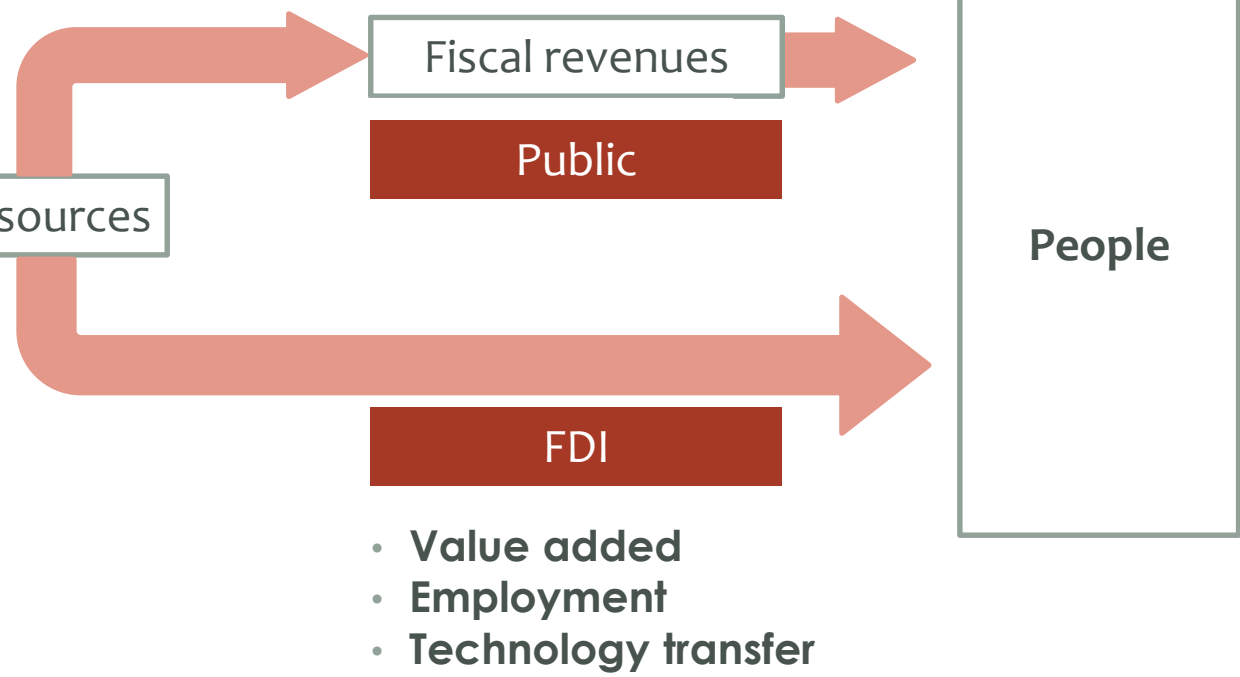 Fiscal revenues
Public
sources
People
FDI
• Value added
• Employment
• Technology transfer